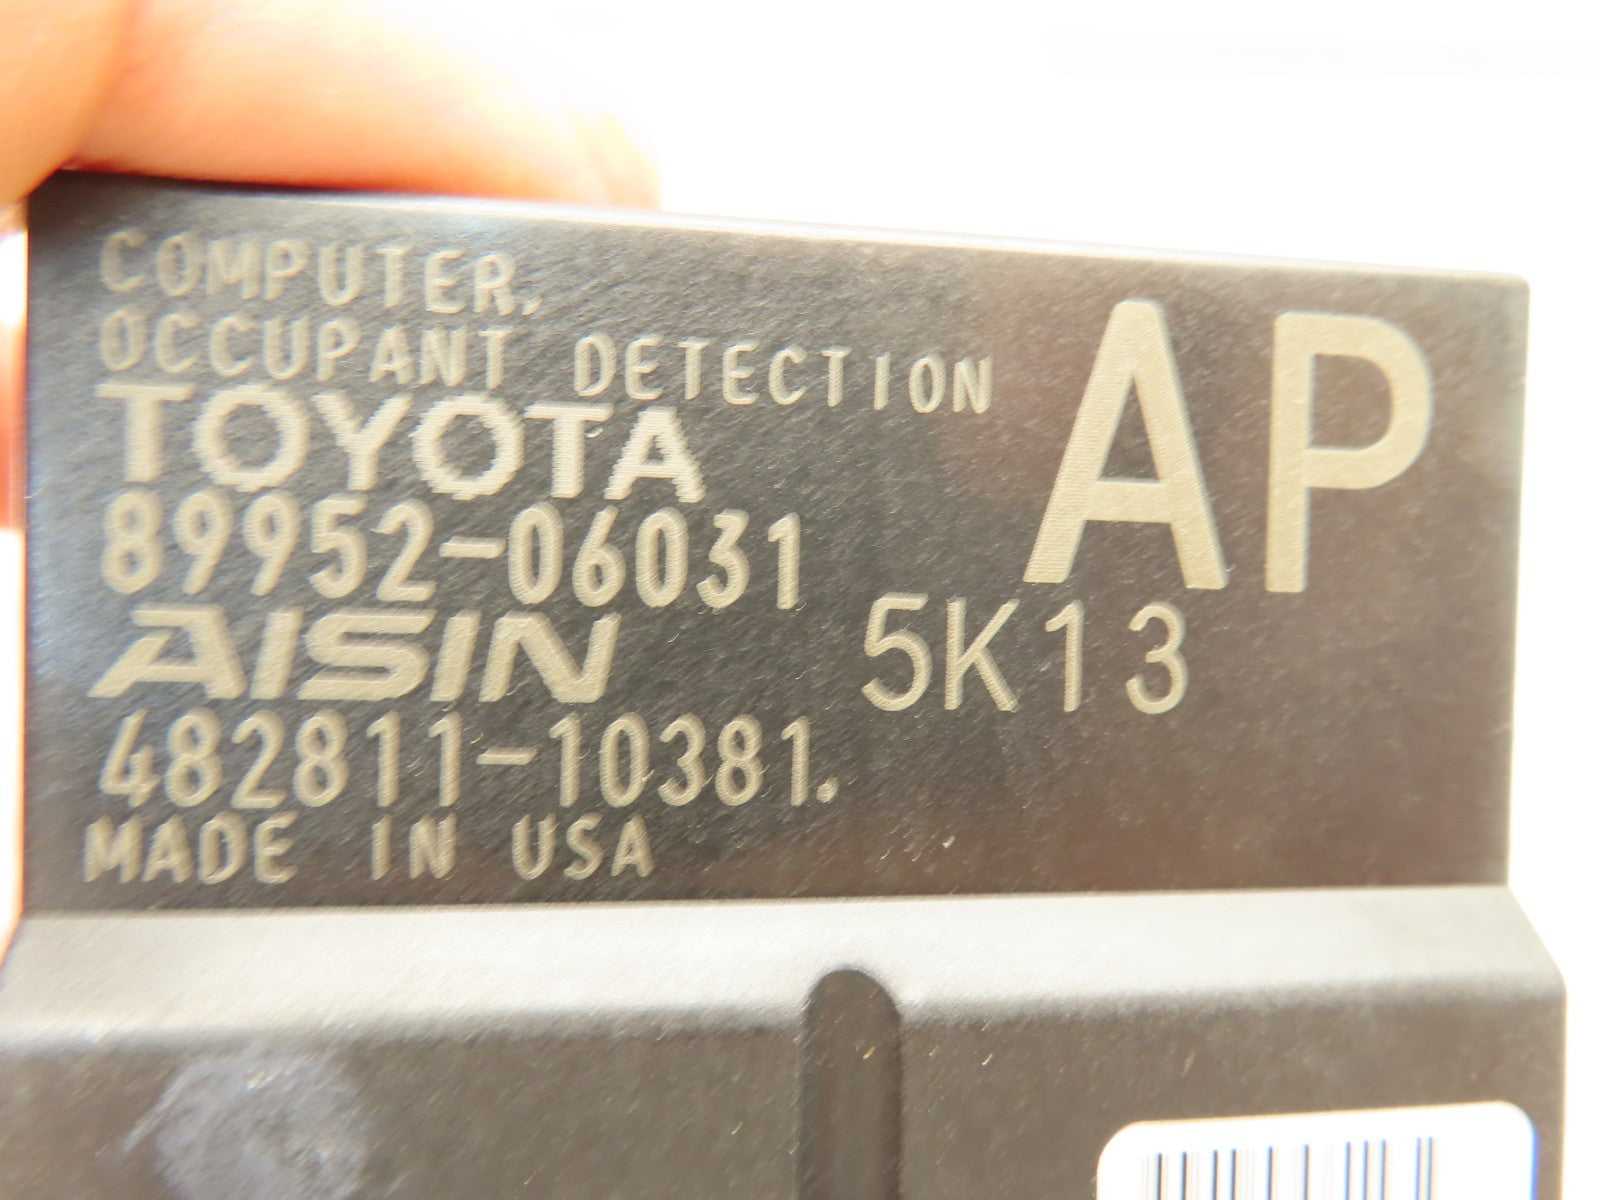 COMPUTER,
OCCUPANT DETECTION
TOYOTA
89952-06031
AISIN
482811-10381.
MADE IN USA
AP
5K13